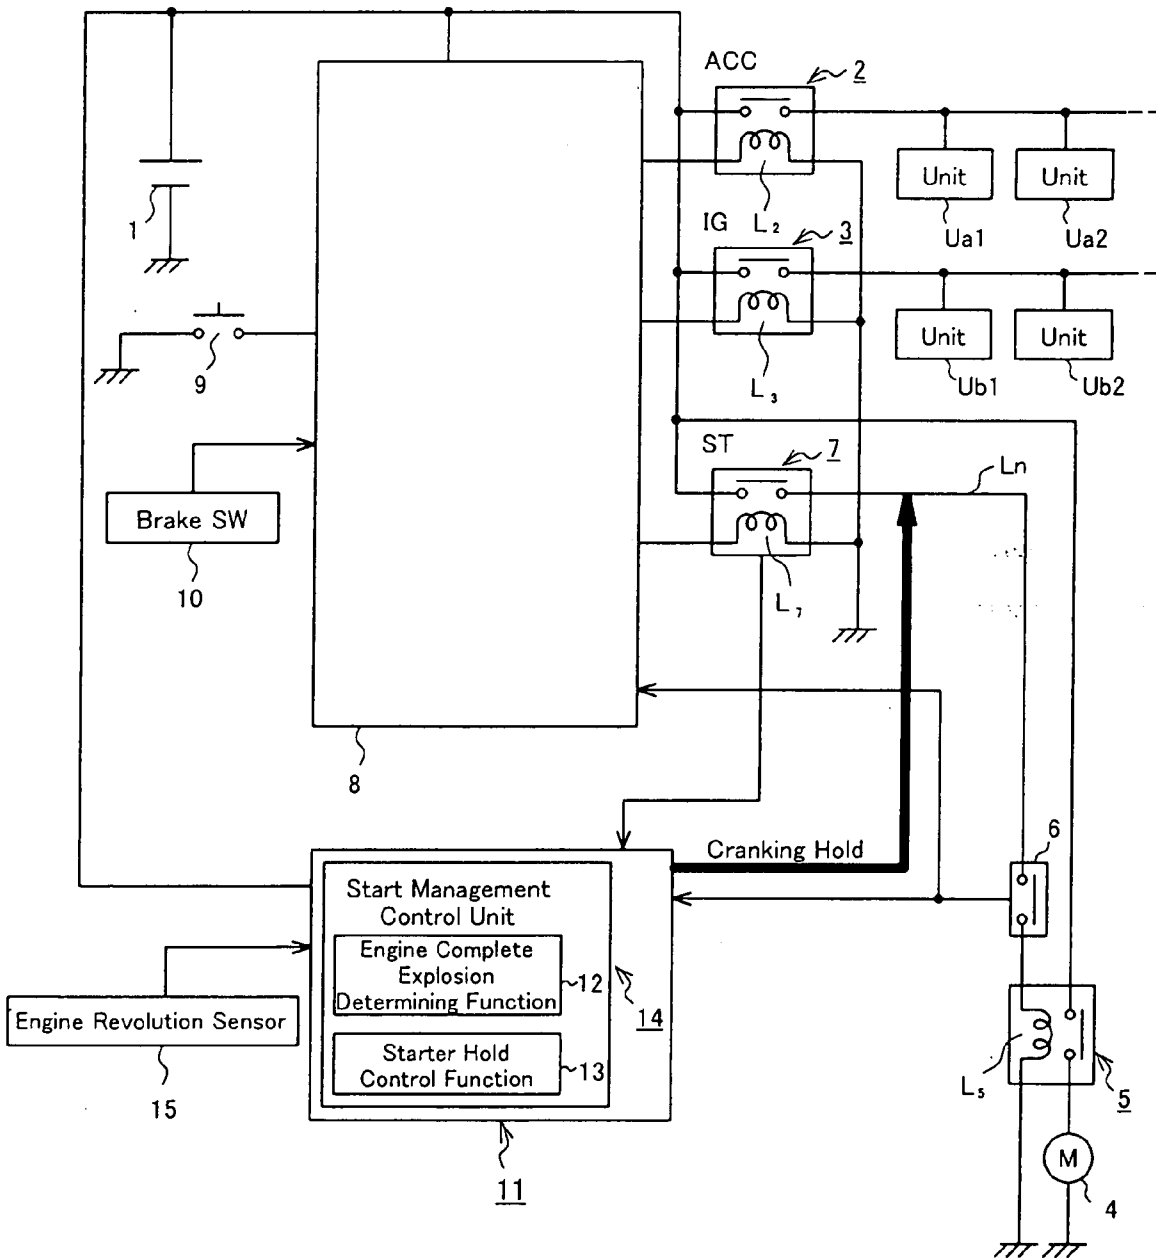 ACC
2
Unit
Unit
1
L2
Ua1
Ua2
IG
3
Unit
Unit
9
L3
Ub1
Ub2
ST
7
Ln
Brake SW
10
L7
8
6
Cranking Hold
Start Management
Control Unit
Engine Complete
Explosion
Determining Function
12
14
Engine Revolution Sensor
Starter Hold
Control Function
13
15
L5
5
M
4
11